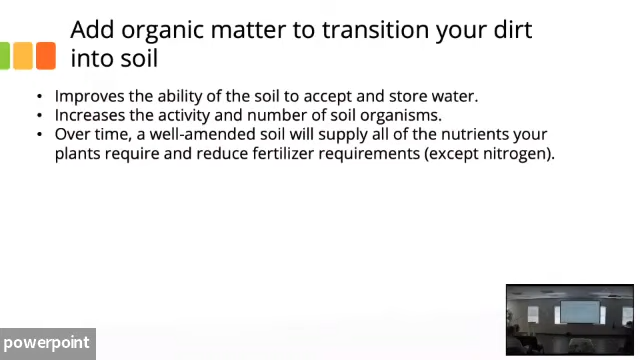 Add organic matter to transition your dirt
into soil
• Improves the ability of the soil to accept and store water.
• Increases the activity and number of soil organisms.
• Over time, a well-amended soil will supply all of the nutrients your
plants require and reduce fertilizer requirements (except nitrogen).
powerpoint